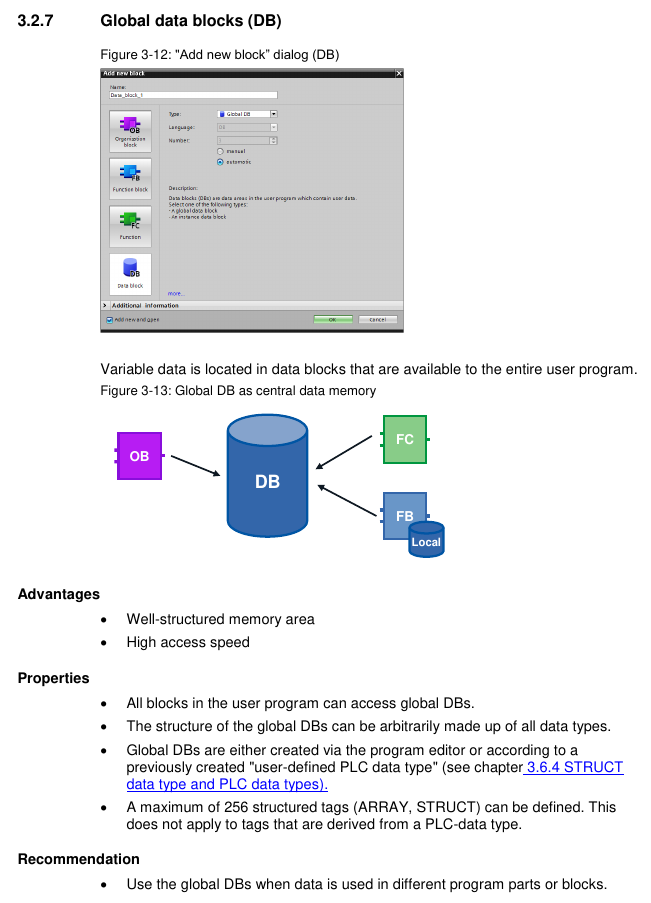 3.2.7 Global data blocks (DB)
Figure 3-12: "Add new block” dialog (DB)
Add new block
Name:
Data_block_1
Type: Global DB
Language: DB
Number:
manual
automatic
OB
Organization
block
FB
Function block
FC
Function
DB
Data block
Description:
Data blocks (DBs) are data areas in the user program which contain user data.
Select one of the following types:
- A global data block
- An instance data block
more...
Additional information
Add new and open
OK
Cancel
Variable data is located in data blocks that are available to the entire user program.
Figure 3-13: Global DB as central data memory
OB
DB
FC
FB
Local
Advantages
• Well-structured memory area
• High access speed
Properties
• All blocks in the user program can access global DBs.
• The structure of the global DBs can be arbitrarily made up of all data types.
• Global DBs are either created via the program editor or according to a
previously created "user-defined PLC data type" (see chapter 3.6.4 STRUCT
data type and PLC data types).
• A maximum of 256 structured tags (ARRAY, STRUCT) can be defined. This
does not apply to tags that are derived from a PLC-data type.
Recommendation
• Use the global DBs when data is used in different program parts or blocks.